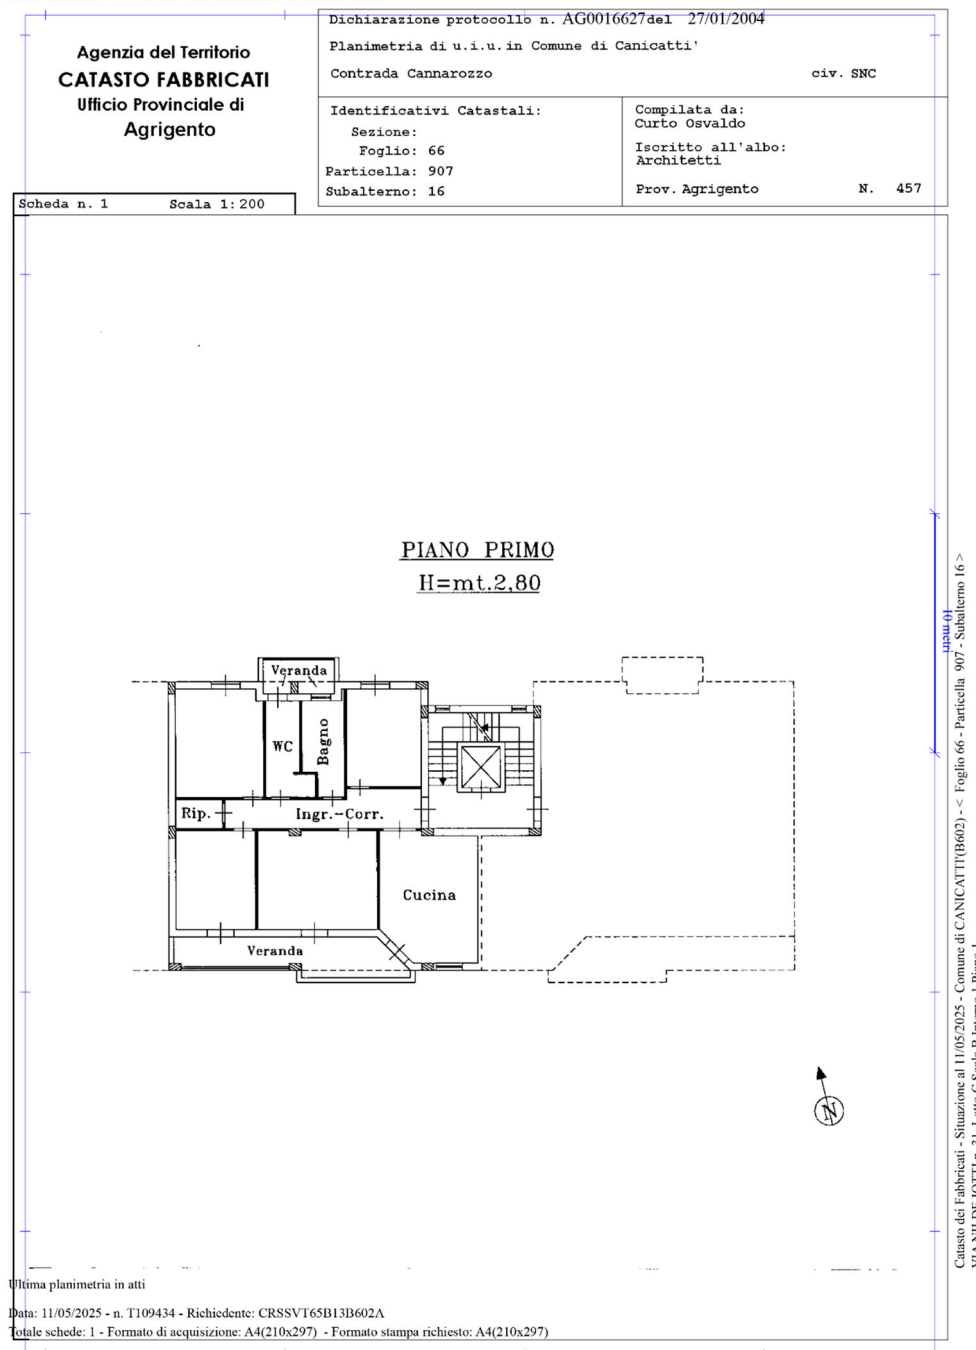 Agenzia del Territorio
CATASTO FABBRICATI
Ufficio Provinciale di
Agrigento
Dichiarazione protocollo n. AG0016627 del 27/01/2004
Planimetria di u.i.u. in Comune di Canicatti'
Contrada Cannarozzo civ. SNC
Identificativi Catastali:
Sezione:
Foglio: 66
Particella: 907
Subalterno: 16
Compilata da:
Curto Osvaldo
Iscritto all'albo:
Architetti
Prov. Agrigento N. 457
Scheda n. 1 Scala 1:200
PIANO PRIMO
H=mt.2,80
10 metri
Veranda
WC
Bagno
Rip.
Ingr.-Corr.
Cucina
Veranda
N
Catasto dei Fabbricati - Situazione al 11/05/2025 - Comune di CANICATTI'(B602) - < Foglio 66 - Particella 907 - Subalterno 16 >
Ultima planimetria in atti
Data: 11/05/2025 - n. T109434 - Richiedente: CRSSVT65B13B602A
Totale schede: 1 - Formato di acquisizione: A4(210x297) - Formato stampa richiesto: A4(210x297)